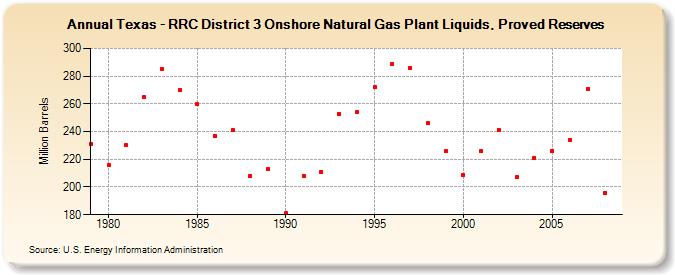 Annual Texas - RRC District 3 Onshore Natural Gas Plant Liquids, Proved Reserves
Million Barrels
300
280
260
240
220
200
180
1980 1985 1990 1995 2000 2005
Source: U.S. Energy Information Administration